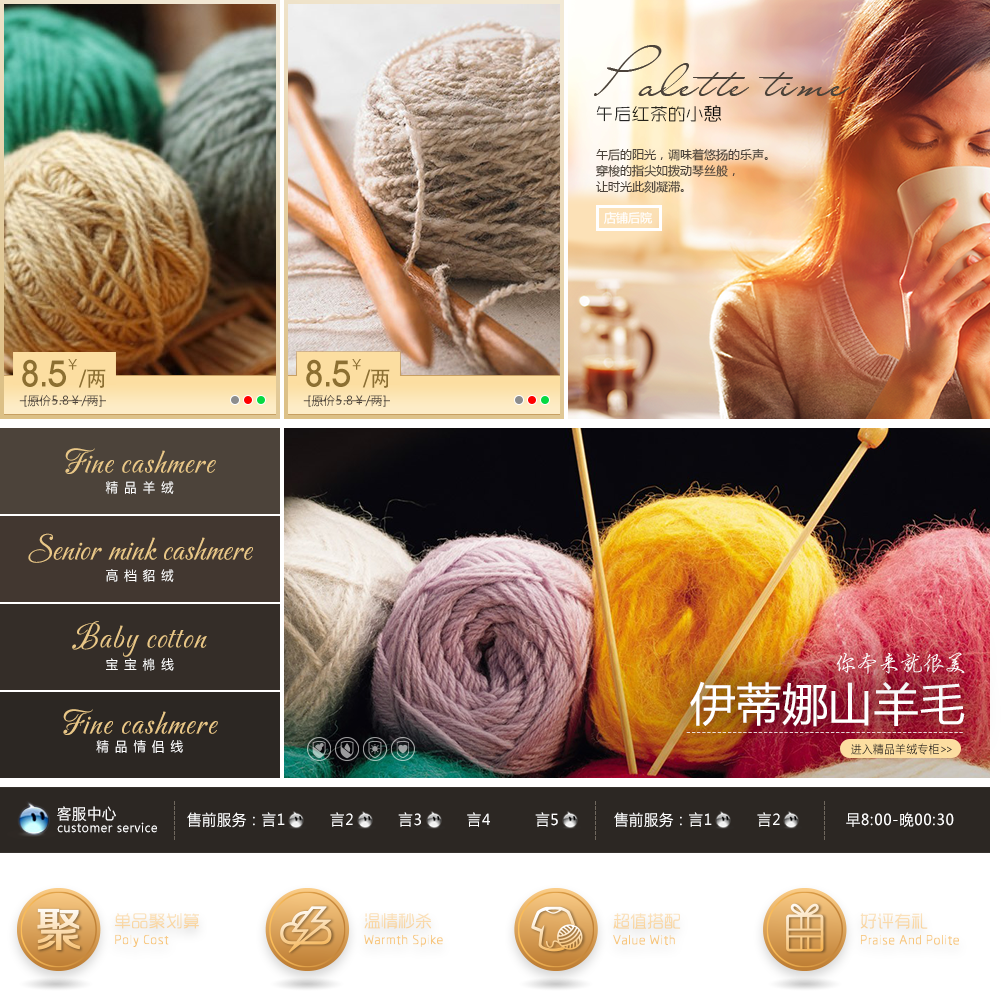 8.5¥/两
[原价5.8¥/两]
8.5¥/两
[原价5.8¥/两]
Palette time
午后红茶的小憩
午后的阳光，调味着悠扬的乐声。
穿梭的指尖如拨动琴丝般，
让时光此刻凝滞。
店铺后院
Fine cashmere
精品羊绒
Senior mink cashmere
高档貂绒
Baby cotton
宝宝棉线
Fine cashmere
精品情侣线
你本来就很美
伊蒂娜山羊毛
进入精品羊绒专柜>>
客服中心
customer service
售前服务：言1 言2 言3 言4 言5
售前服务：言1 言2
早8:00-晚00:30
聚
单品聚划算
Poly Cost
温情秒杀
Warmth Spike
超值搭配
Value With
好评有礼
Praise And Polite